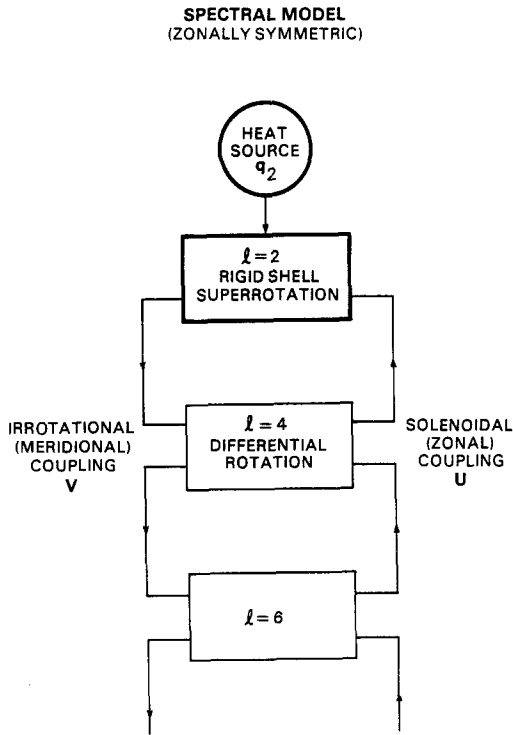 SPECTRAL MODEL
(ZONALLY SYMMETRIC)
HEAT
SOURCE
q2
ℓ=2
RIGID SHELL
SUPERROTATION
IRROTATIONAL
(MERIDIONAL)
COUPLING
V
ℓ=4
DIFFERENTIAL
ROTATION
SOLENOIDAL
(ZONAL)
COUPLING
U
ℓ=6